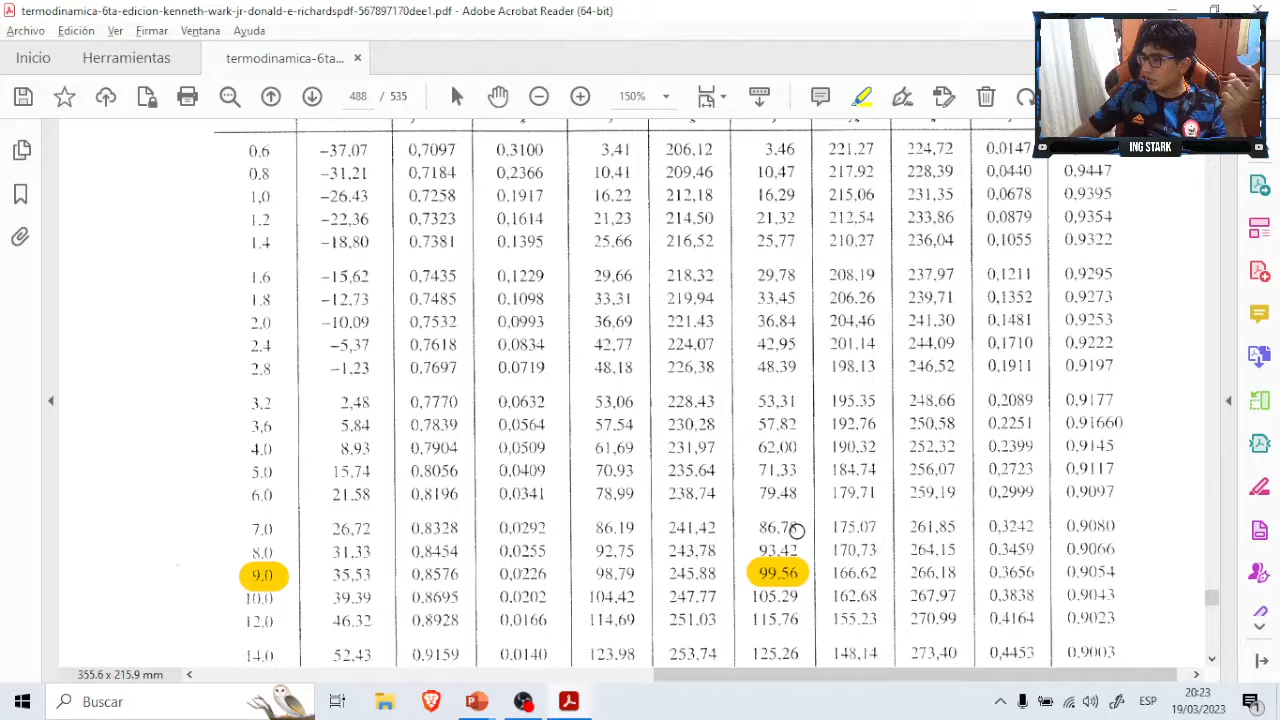 termodinamica-6ta-edicion-kenneth-wark-jr-donald-e-richardspdf-567897170dee1.pdf - Adobe Acrobat Reader (64-bit)
Archivo Edición Ver Firmar Ventana Ayuda
Inicio Herramientas termodinamica-6ta... ×
488 / 535 150%
ING STARK
0.6 −37,07 0,7097 3,41 206,12 3,46 221,27 224,72 0,0147
0.8 −31,21 0,7184 0,2366 10,41 209,46 10,47 217,92 228,39 0,0440 0,9447
1,0 −26,43 0,7258 0,1917 16,22 212,18 16,29 215,06 231,35 0,0678 0,9395
1,2 −22,36 0,7323 0,1614 21,23 214,50 21,32 212,54 233,86 0,0879 0,9354
1,4 −18,80 0,7381 0,1395 25,66 216,52 25,77 210,27 236,04 0,1055 0,9322
1,6 −15,62 0,7435 0,1229 29,66 218,32 29,78 208,19 237,97 0,1211 0,9295
1.8 −12,73 0,7485 0,1098 33,31 219,94 33,45 206,26 239,71 0,1352 0,9273
2.0 −10,09 0,7532 0,0993 36,69 221,43 36,84 204,46 241,30 0,1481 0,9253
2.4 −5,37 0,7618 0,0834 42,77 224,07 42,95 201,14 244,09 0,1710 0,9222
2,8 −1,23 0,7697 0,0719 48,18 226,38 48,39 198,13 246,52 0,1911 0,9197
3,2 2,48 0,7770 0,0632 53,06 228,43 53,31 195,35 248,66 0,2089 0,9177
3,6 5,84 0,7839 0,0564 57,54 230,28 57,82 192,76 250,58 0,2251 0.91660
4,0 8,93 0,7904 0,0509 61,69 231,97 62,00 190,32 252,32 0,2399 0,9145
5,0 15,74 0,8056 0,0409 70,93 235,64 71,33 184,74 256,07 0,2723 0,9117
6,0 21,58 0,8196 0,0341 78,99 238,74 79,48 179,71 259,19 0,2999 0,9097
7,0 26,72 0,8328 0,0292 86,19 241,42 86,78 175,07 261,85 0,3242 0,9080
8.0 31,33 0,8454 0,0255 92,75 243,78 93,42 170,73 264,15 0.3459 0,9066
9.0 35,53 0,8576 0,0226 98,79 245,88 99,56 166,62 266,18 0.3656 0,9054
10.0 39,39 0,8695 0,0202 104,42 247,77 105,29 162,68 267,97 0,3838 0,9043
12.0 46,32 0,8928 0,0166 114,69 251,03 115,76 155,23 270,99 0,4164 0,9023
14.0 52,43 0,9159 0,0140 123,98 253,74 125,26 148,14 273,40 0,4453 0,9003
355.6 x 215.9 mm
Buscar
ESP
20:23
19/03/2023
1